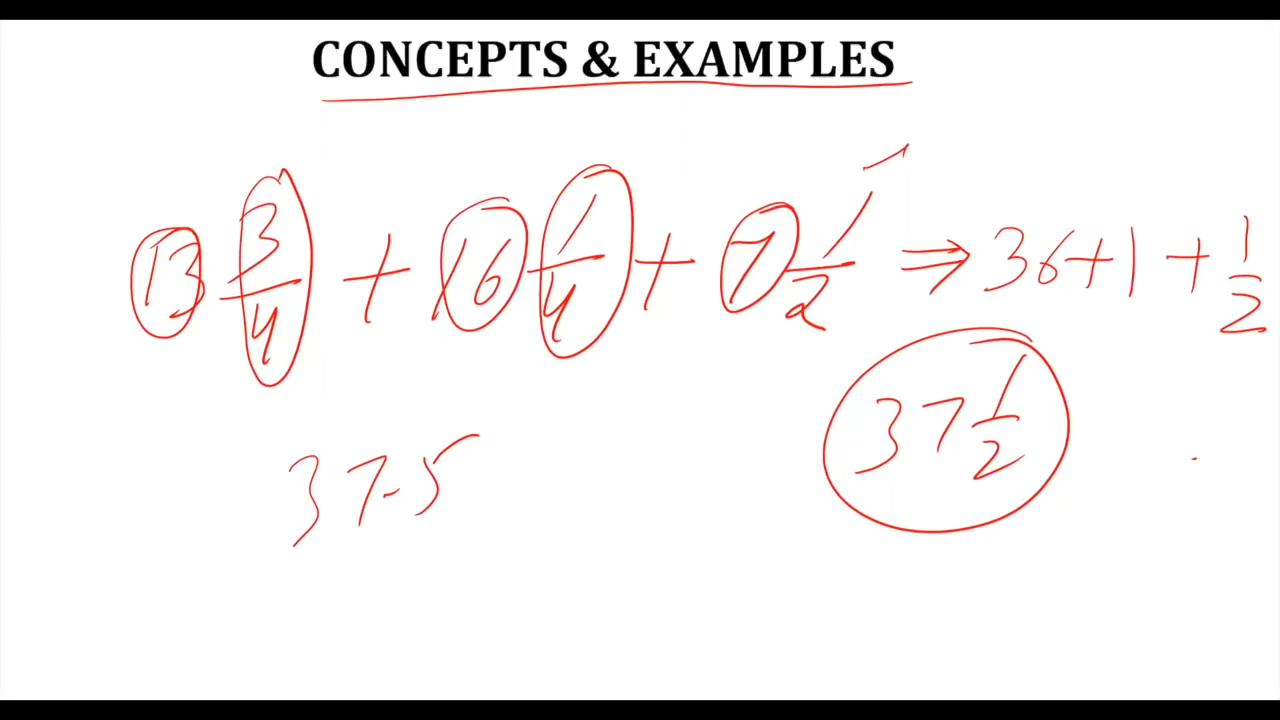 CONCEPTS & EXAMPLES
13 3/4 + 16 1/4 + 7 1/2 ⇒ 36 + 1 + 1/2
37 1/2
37.5